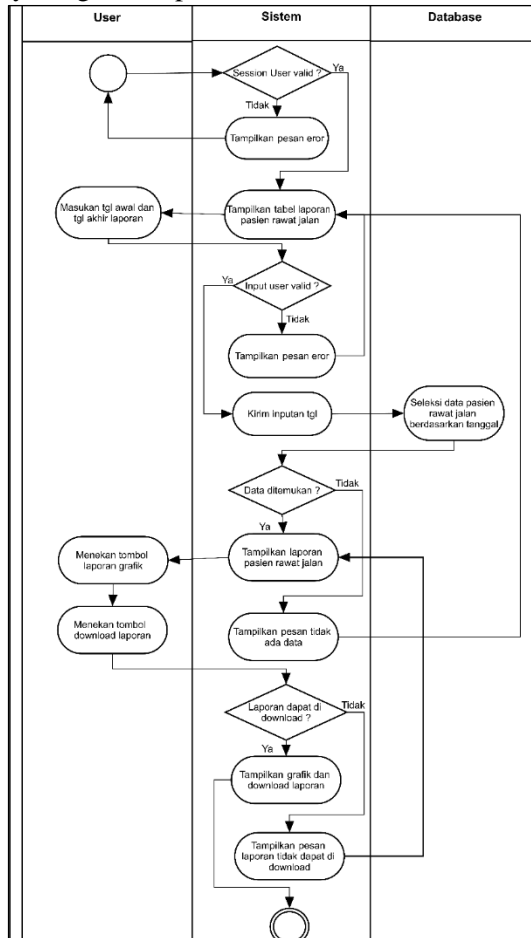 User
Sistem
Database
Session User valid ?
Ya
Tidak
Tampilkan pesan eror
Masukan tgl awal dan
tgl akhir laporan
Tampilkan tabel laporan
pasien rawat jalan
Ya
Input user valid ?
Tidak
Tampilkan pesan eror
Kirim inputan tgl
Seleksi data pasien
rawat jalan
berdasarkan tanggal
Data ditemukan ?
Tidak
Ya
Menekan tombol
laporan grafik
Tampilkan laporan
pasien rawat jalan
Menekan tombol
download laporan
Tampilkan pesan tidak
ada data
Laporan dapat di
download ?
Tidak
Ya
Tampilkan grafik dan
download laporan
Tampilkan pesan
laporan tidak dapat di
download